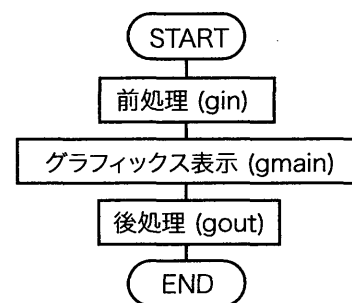 START
前処理 (gin)
グラフィックス表示 (gmain)
後処理 (gout)
END